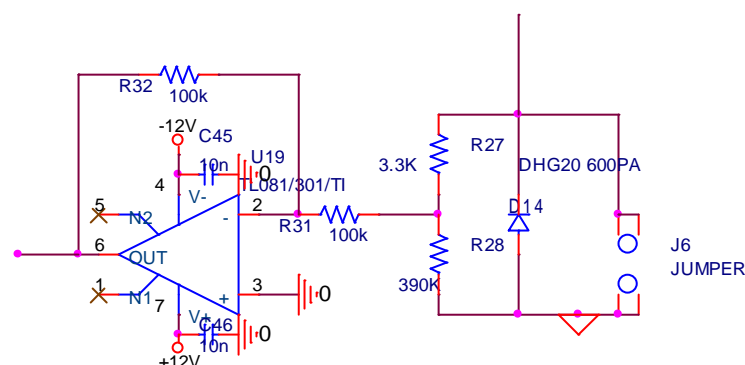 R32
100k
-12V
C45
10n
0
U19
TL081/301/TI
4
V-
5
N2
2
-
R31
100k
6
OUT
1
N1
3
+
0
7
V+
C46
10n
0
+12V
3.3K
R27
DHG20 600PA
D14
R28
390K
J6
JUMPER